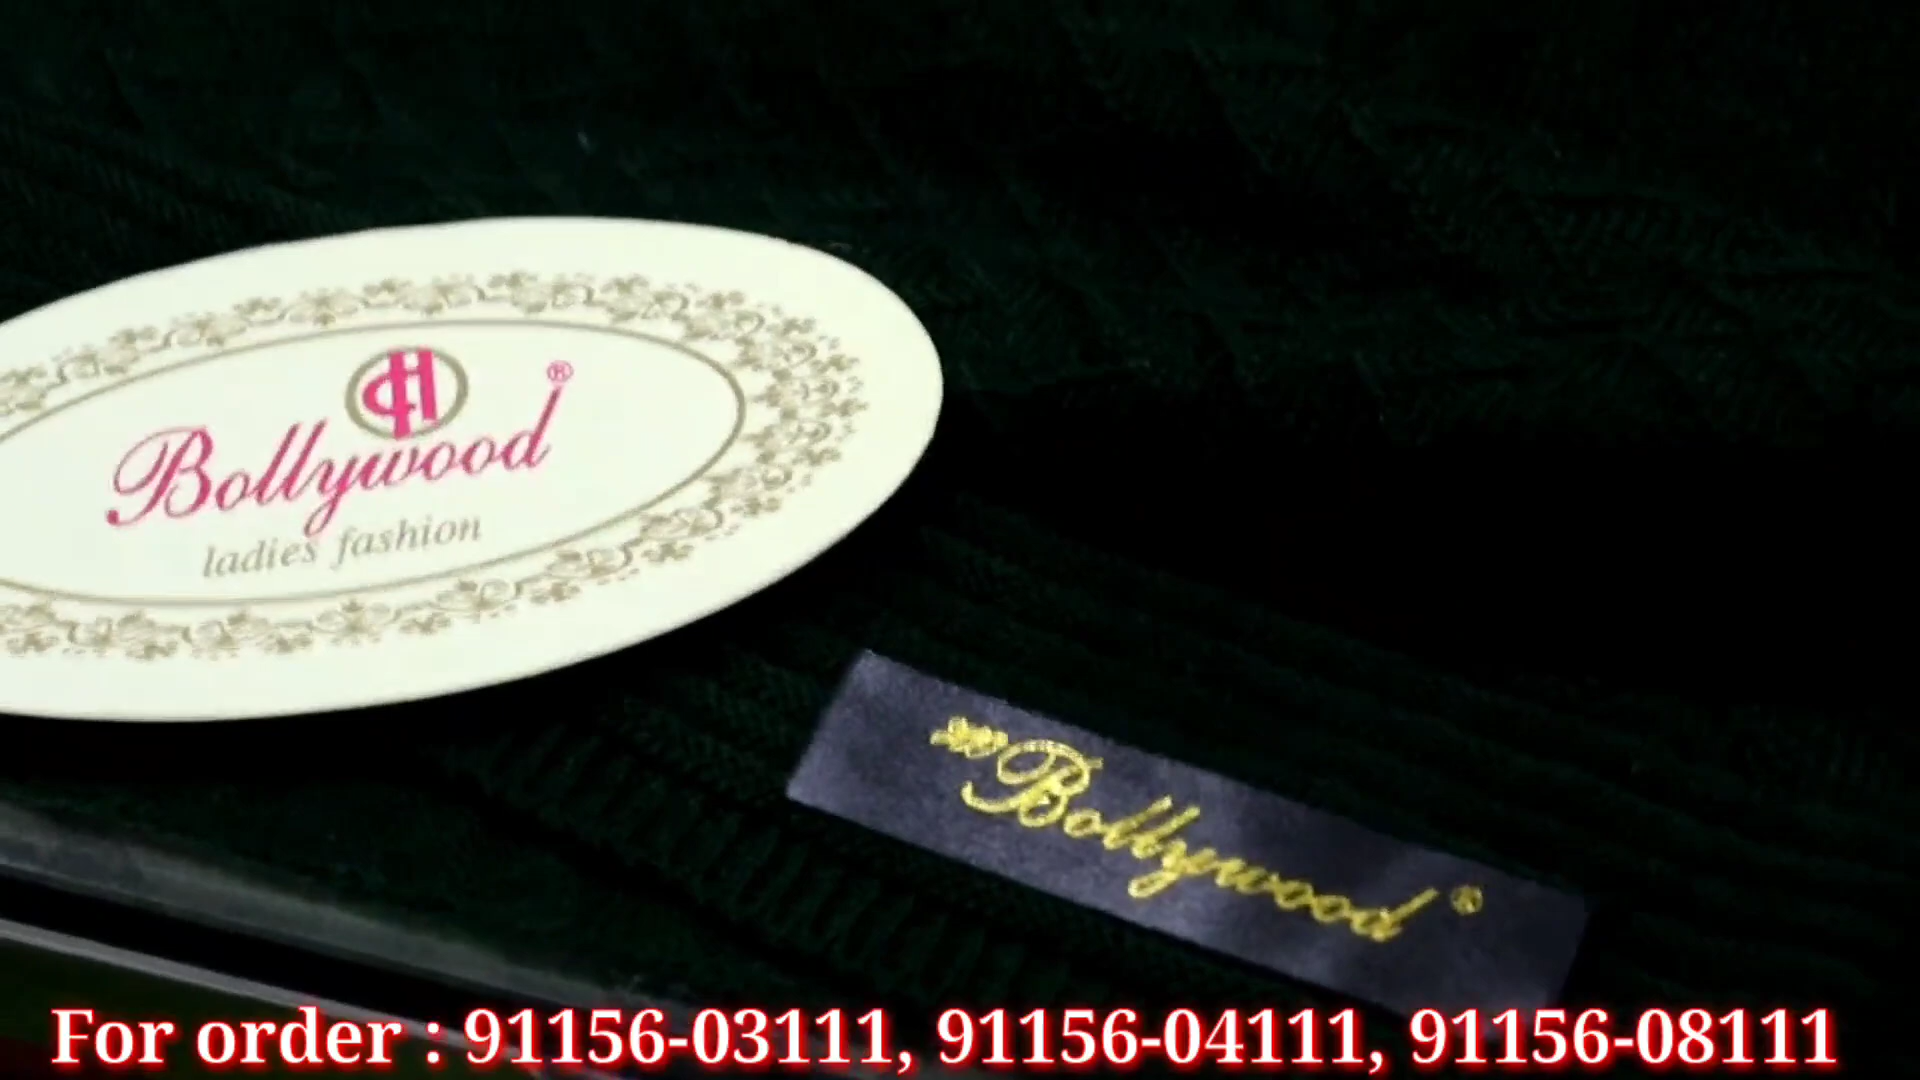 Bollywood®
ladies fashion
Bollywood®
For order : 91156-03111, 91156-04111, 91156-08111